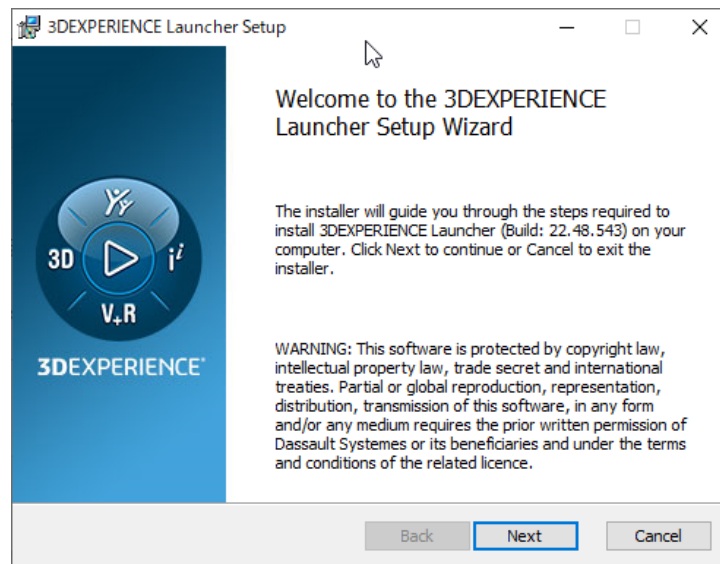 3DEXPERIENCE Launcher Setup
Welcome to the 3DEXPERIENCE
Launcher Setup Wizard
The installer will guide you through the steps required to
install 3DEXPERIENCE Launcher (Build: 22.48.543) on your
computer. Click Next to continue or Cancel to exit the
installer.
3D
i
V+R
3DEXPERIENCE
WARNING: This software is protected by copyright law,
intellectual property law, trade secret and international
treaties. Partial or global reproduction, representation,
distribution, transmission of this software, in any form
and/or any medium requires the prior written permission of
Dassault Systemes or its beneficiaries and under the terms
and conditions of the related licence.
Back
Next
Cancel